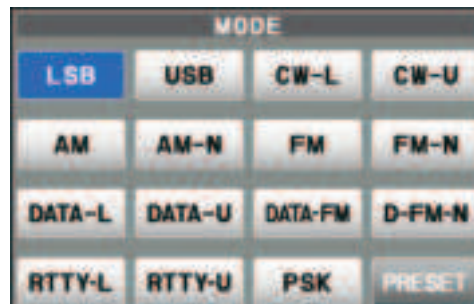 MODE
LSB USB CW-L CW-U
AM AM-N FM FM-N
DATA-L DATA-U DATA-FM D-FM-N
RTTY-L RTTY-U PSK PRESET